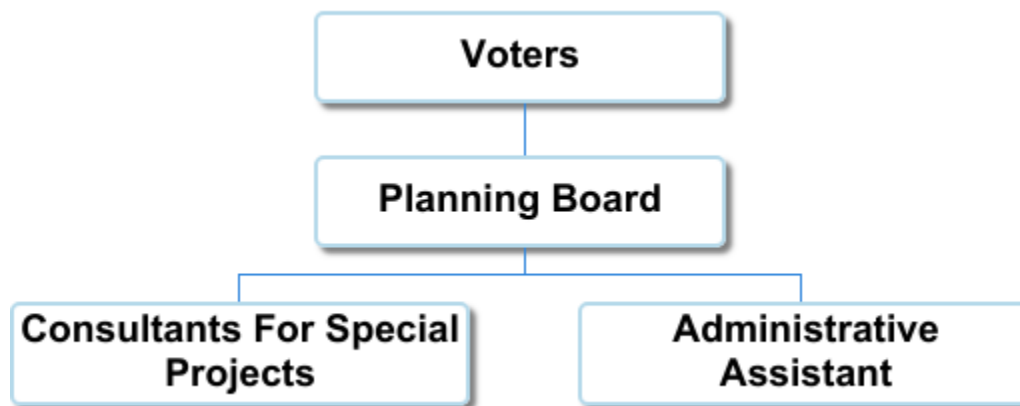 Voters
Planning Board
Consultants For Special
Projects
Administrative
Assistant